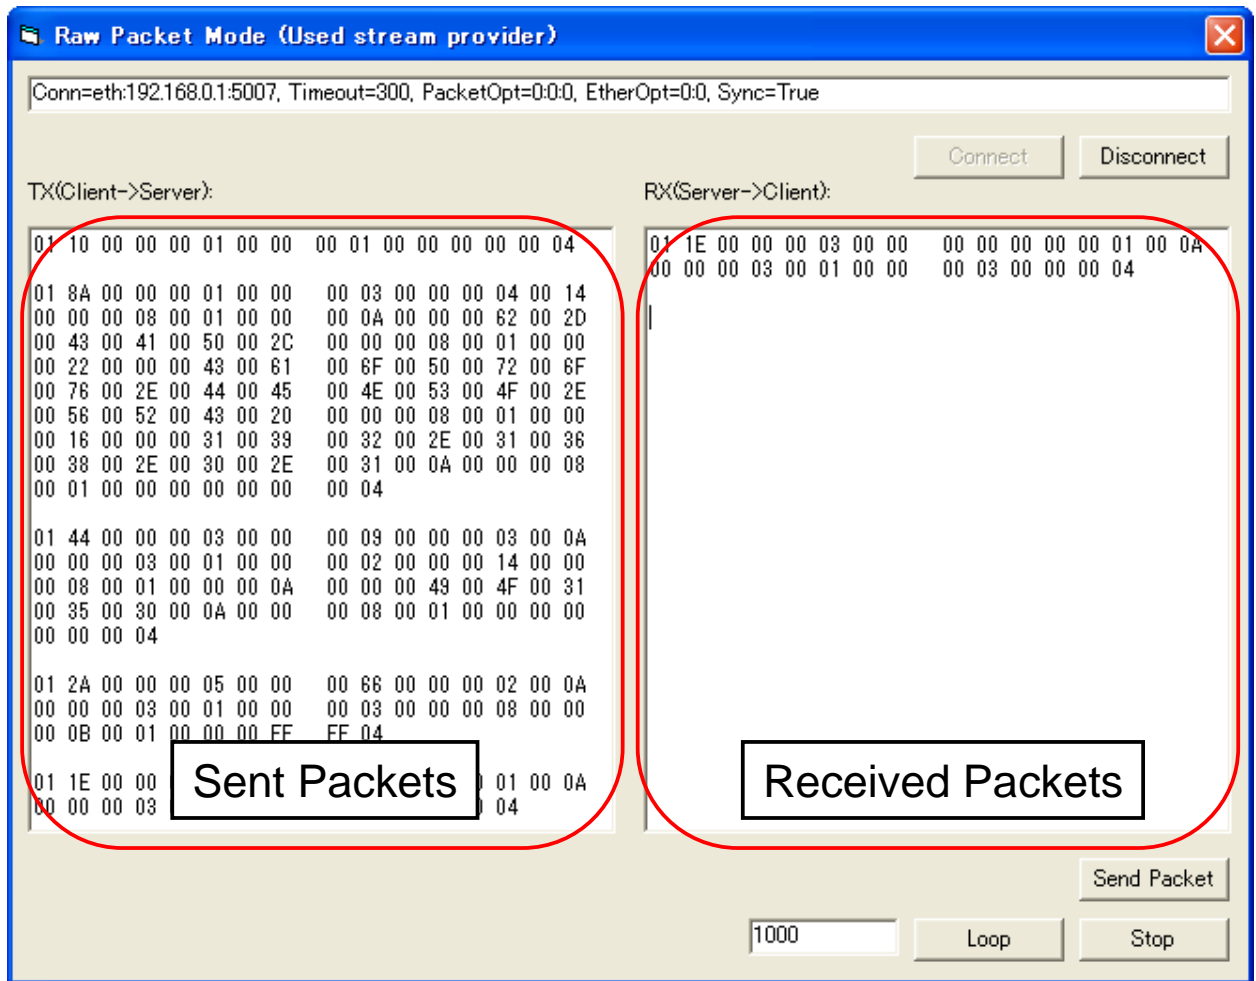 Raw Packet Mode (Used stream provider)
Conn=eth:192.168.0.1:5007, Timeout=300, PacketOpt=0:0:0, EtherOpt=0:0, Sync=True
Connect Disconnect
TX(Client->Server): RX(Server->Client):
01 10 00 00 00 01 00 00 00 01 00 00 00 00 00 04
01 8A 00 00 00 01 00 00 00 03 00 00 00 04 00 14
00 00 00 08 00 01 00 00 00 0A 00 00 00 62 00 2D
00 43 00 41 00 50 00 2C 00 00 00 08 00 01 00 00
00 22 00 00 00 43 00 61 00 6F 00 50 00 72 00 6F
00 76 00 2E 00 44 00 45 00 4E 00 53 00 4F 00 2E
00 56 00 52 00 43 00 20 00 00 00 08 00 01 00 00
00 16 00 00 00 31 00 39 00 32 00 2E 00 31 00 36
00 38 00 2E 00 30 00 2E 00 31 00 0A 00 00 00 08
00 01 00 00 00 00 00 00 00 04
01 44 00 00 00 03 00 00 00 09 00 00 00 03 00 0A
00 00 00 03 00 01 00 00 00 02 00 00 00 14 00 00
00 08 00 01 00 00 00 0A 00 00 00 49 00 4F 00 31
00 35 00 30 00 0A 00 00 00 08 00 01 00 00 00 00
00 00 00 04
01 2A 00 00 00 05 00 00 00 66 00 00 00 02 00 0A
00 00 00 03 00 01 00 00 00 03 00 00 00 08 00 00
00 0B 00 01 00 00 00 FF FF 04
01 1E 00 00 01 00 0A
00 00 00 03 04
Sent Packets
01 1E 00 00 00 03 00 00 00 00 00 00 00 01 00 0A
00 00 00 03 00 01 00 00 00 03 00 00 00 04
Received Packets
Send Packet
1000 Loop Stop